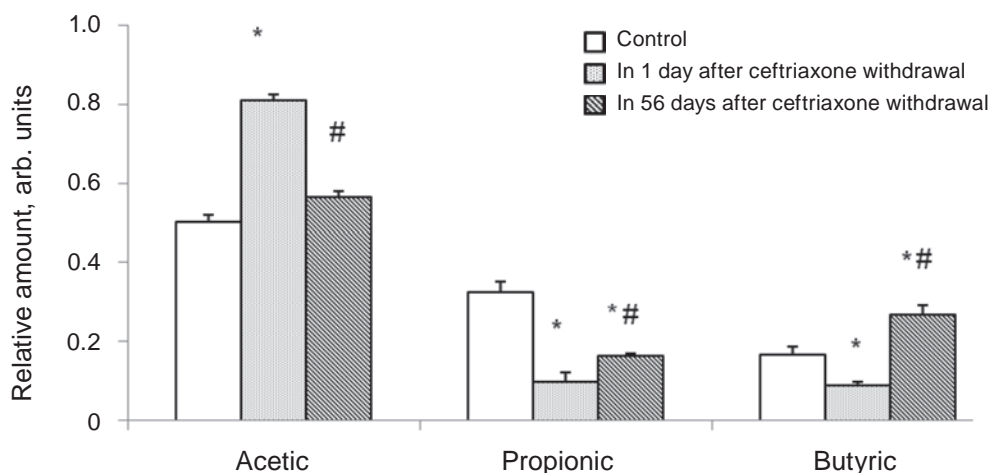 Relative amount, arb. units
1.0
0.8
0.6
0.4
0.2
0
Control
In 1 day after ceftriaxone withdrawal
In 56 days after ceftriaxone withdrawal
*
#
*
*#
*
*#
Acetic Propionic Butyric